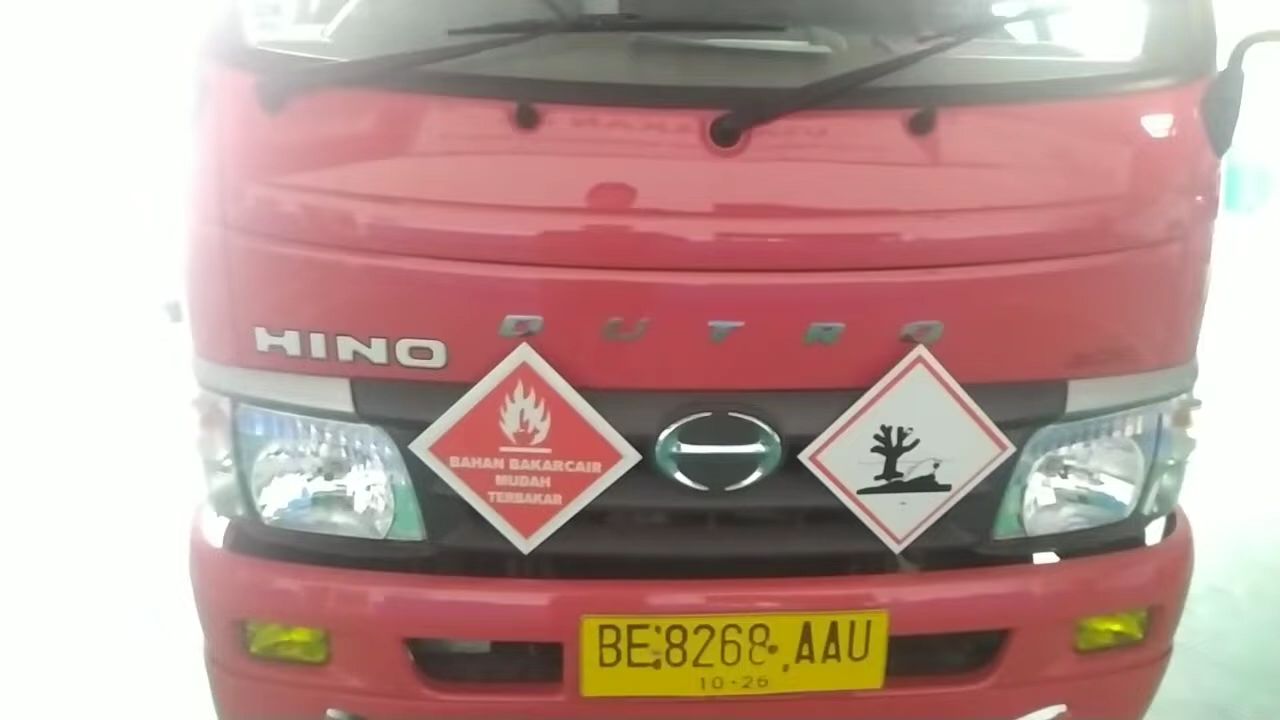 HINO
DUTRO
BAHAN BAKARCAIR
MUDAH
TERBAKAR
BE 8268 AAU
10-26